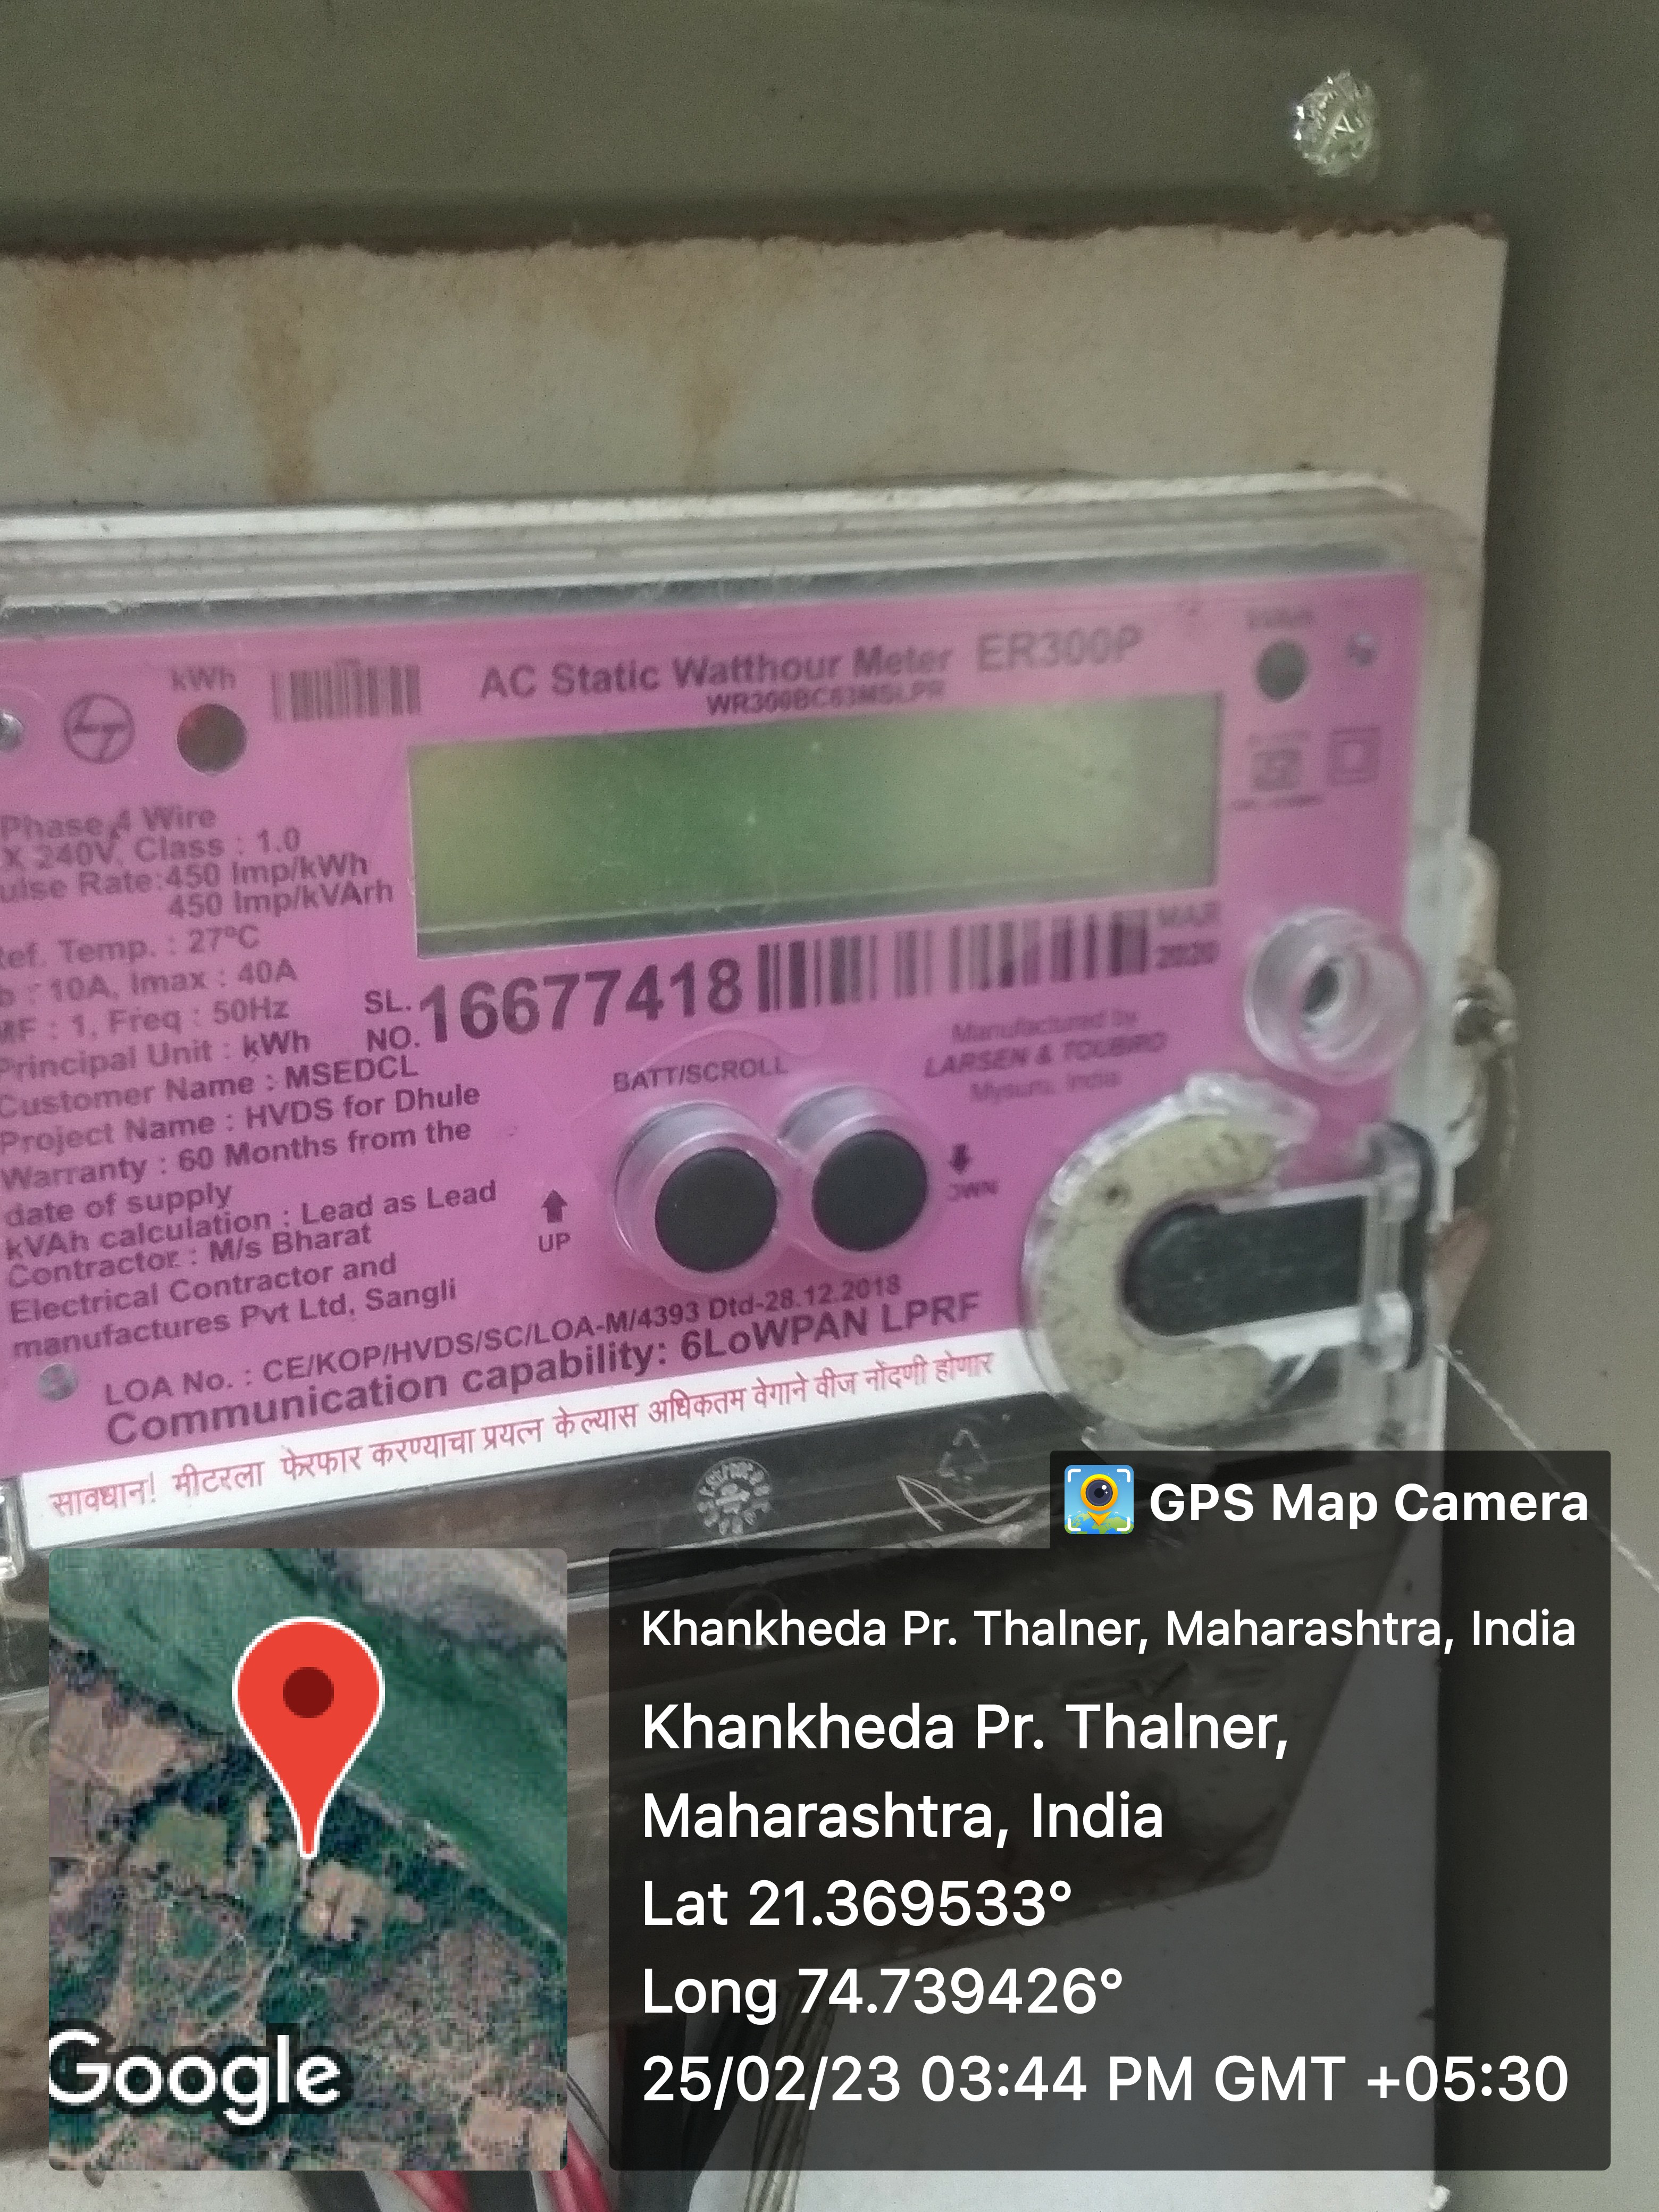 kWh
AC Static Watthour Meter ER300P
WR300BC63MSLPR
Phase 4 Wire
X 240V, Class : 1.0
ulse Rate:450 Imp/kWh
450 Imp/kVArh
ef. Temp. : 27°C
b : 10A, Imax : 40A
MF : 1, Freq : 50Hz
Principal Unit : kWh
Customer Name : MSEDCL
Project Name : HVDS for Dhule
Warranty : 60 Months from the
date of supply
kVAh calculation : Lead as Lead
Contractor : M/s Bharat
Electrical Contractor and
manufactures Pvt Ltd, Sangli
SL. NO. 16677418
MAR
2020
Manufactured by
LARSEN & TOUBRO
Mysuru, India
BATT/SCROLL
UP
DWN
LOA No. : CE/KOP/HVDS/SC/LOA-M/4393 Dtd-28.12.2018
Communication capability: 6LoWPAN LPRF
सावधान! मीटरला फेरफार करण्याचा प्रयत्न केल्यास अधिकतम वेगाने वीज नोंदणी होणार
GPS Map Camera
Khankheda Pr. Thalner, Maharashtra, India
Khankheda Pr. Thalner,
Maharashtra, India
Lat 21.369533°
Long 74.739426°
25/02/23 03:44 PM GMT +05:30
Google